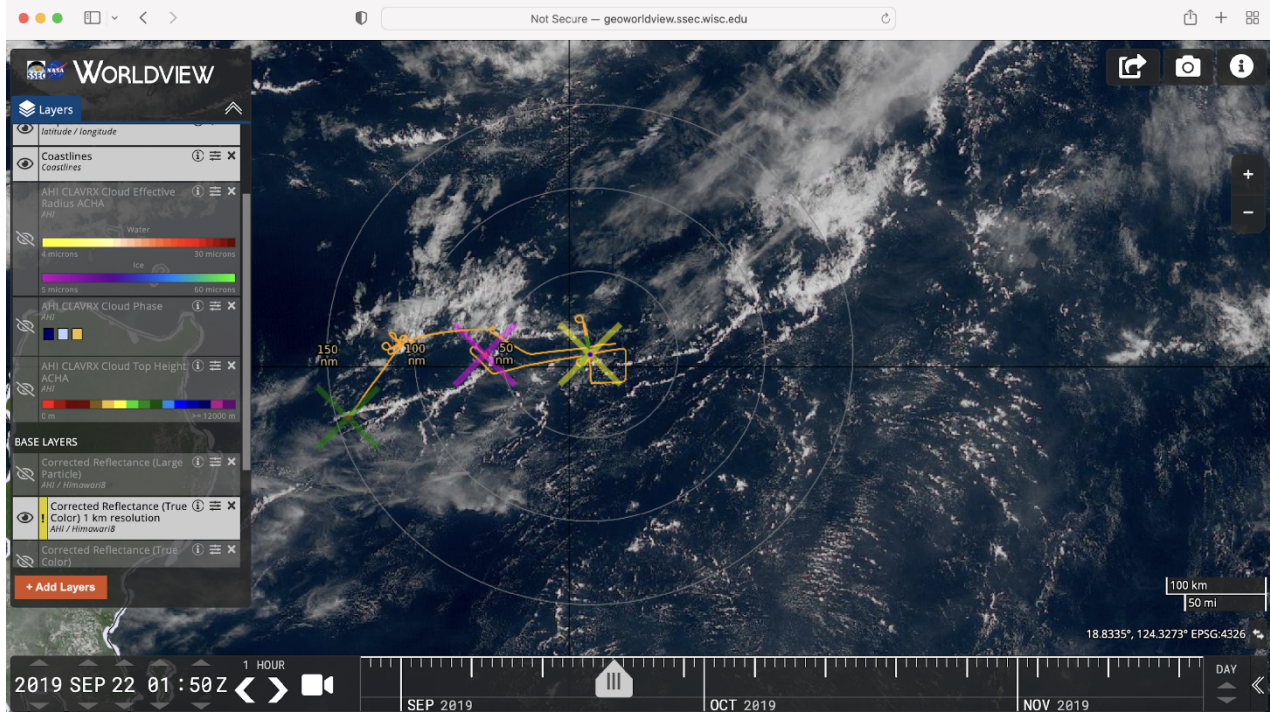 Not Secure — geoworldview.ssec.wisc.edu
SSEC NASA WORLDVIEW
Layers
latitude / longitude
Coastlines
Coastlines
AHI CLAVRX Cloud Effective
Radius ACHA
AHI
Water
4 microns 30 microns
Ice
5 microns 60 microns
AHI CLAVRX Cloud Phase
AHI
AHI CLAVRX Cloud Top Height
ACHA
AHI
0 m >= 12000 m
BASE LAYERS
Corrected Reflectance (Large
Particle)
AHI / Himawari8
! Corrected Reflectance (True
Color) 1 km resolution
AHI / Himawari8
Corrected Reflectance (True
Color)
+ Add Layers
150
nm
100
nm
50
nm
+
−
100 km
50 mi
18.8335°, 124.3273° EPSG:4326
2019 SEP 22 01:50 Z
1 HOUR
SEP 2019
OCT 2019
NOV 2019
DAY